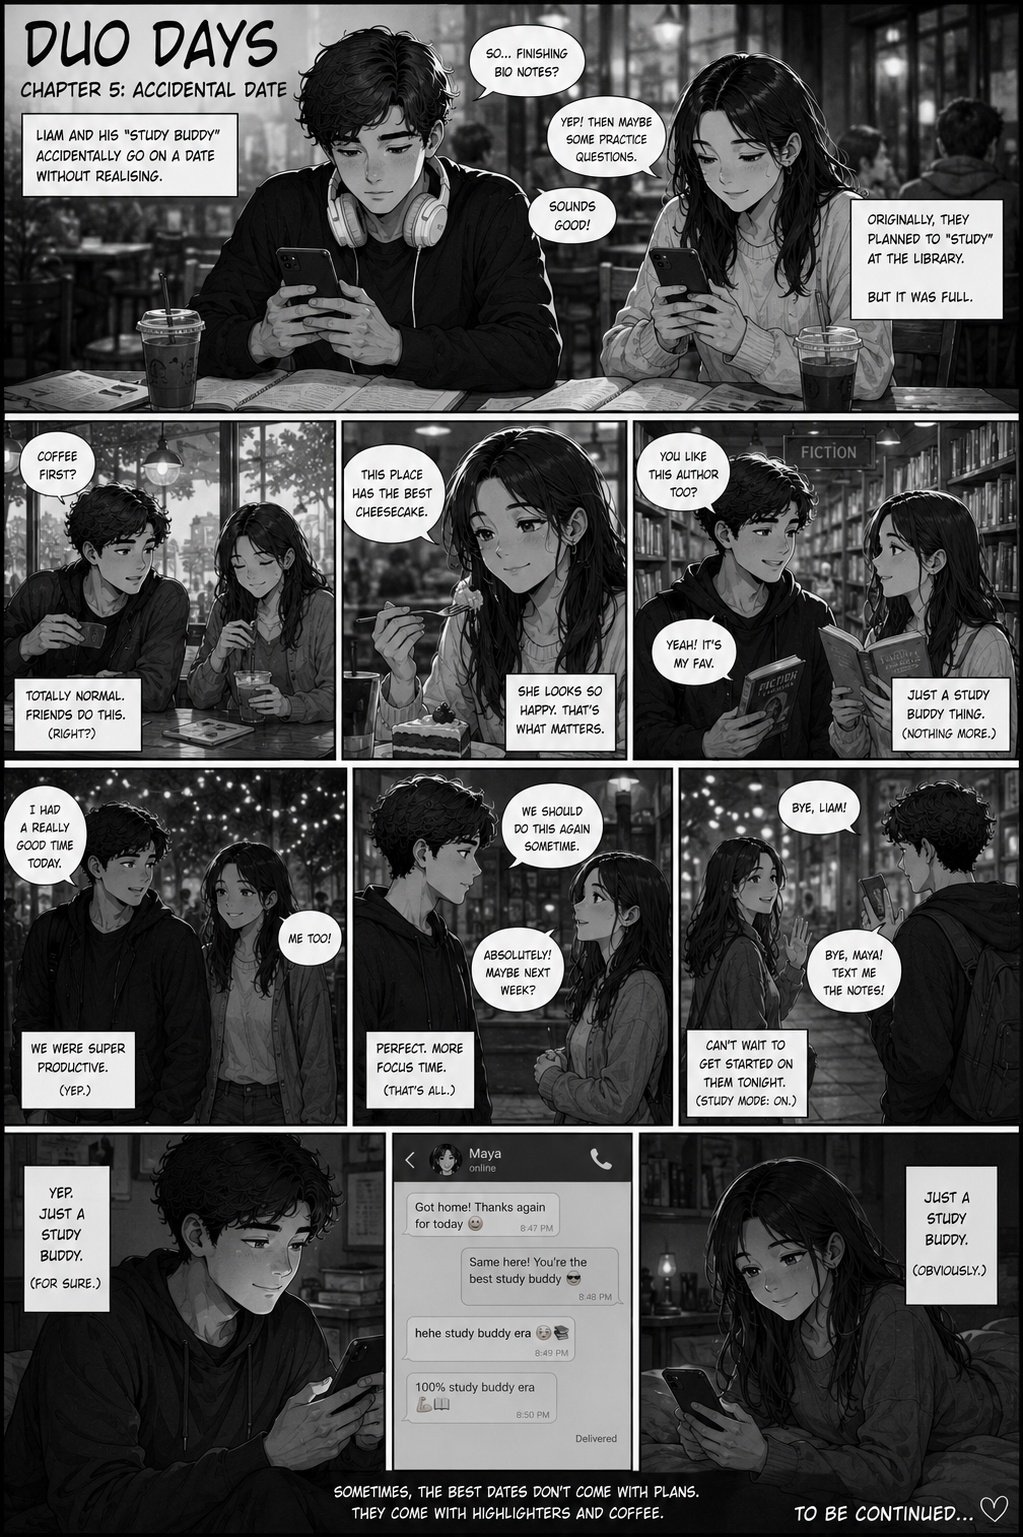 DUO DAYS
CHAPTER 5: ACCIDENTAL DATE
LIAM AND HIS "STUDY BUDDY"
ACCIDENTALLY GO ON A DATE
WITHOUT REALISING.
SO... FINISHING
BIO NOTES?
YEP! THEN MAYBE
SOME PRACTICE
QUESTIONS.
SOUNDS
GOOD!
ORIGINALLY, THEY
PLANNED TO "STUDY"
AT THE LIBRARY.
BUT IT WAS FULL.
COFFEE
FIRST?
TOTALLY NORMAL.
FRIENDS DO THIS.
(RIGHT?)
THIS PLACE
HAS THE BEST
CHEESECAKE.
SHE LOOKS SO
HAPPY. THAT'S
WHAT MATTERS.
FICTION
YOU LIKE
THIS AUTHOR
TOO?
YEAH! IT'S
MY FAV.
JUST A STUDY
BUDDY THING.
(NOTHING MORE.)
I HAD
A REALLY
GOOD TIME
TODAY.
ME TOO!
WE WERE SUPER
PRODUCTIVE.
(YEP.)
WE SHOULD
DO THIS AGAIN
SOMETIME.
ABSOLUTELY!
MAYBE NEXT
WEEK?
PERFECT. MORE
FOCUS TIME.
(THAT'S ALL.)
BYE, LIAM!
BYE, MAYA!
TEXT ME
THE NOTES!
CAN'T WAIT TO
GET STARTED ON
THEM TONIGHT.
(STUDY MODE: ON.)
YEP.
JUST A
STUDY
BUDDY.
(FOR SURE.)
Maya
online
Got home! Thanks again
for today 😊
8:47 PM
Same here! You're the
best study buddy 😎
8:48 PM
hehe study buddy era 🥹📚
8:49 PM
100% study buddy era
💪📖
8:50 PM
Delivered
JUST A
STUDY
BUDDY.
(OBVIOUSLY.)
SOMETIMES, THE BEST DATES DON'T COME WITH PLANS.
THEY COME WITH HIGHLIGHTERS AND COFFEE.
TO BE CONTINUED... ♡